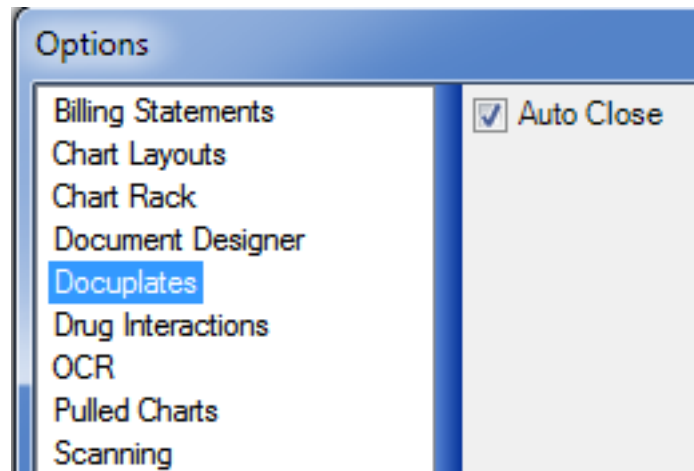 Options
Billing Statements
Chart Layouts
Chart Rack
Document Designer
Docuplates
Drug Interactions
OCR
Pulled Charts
Scanning
Auto Close